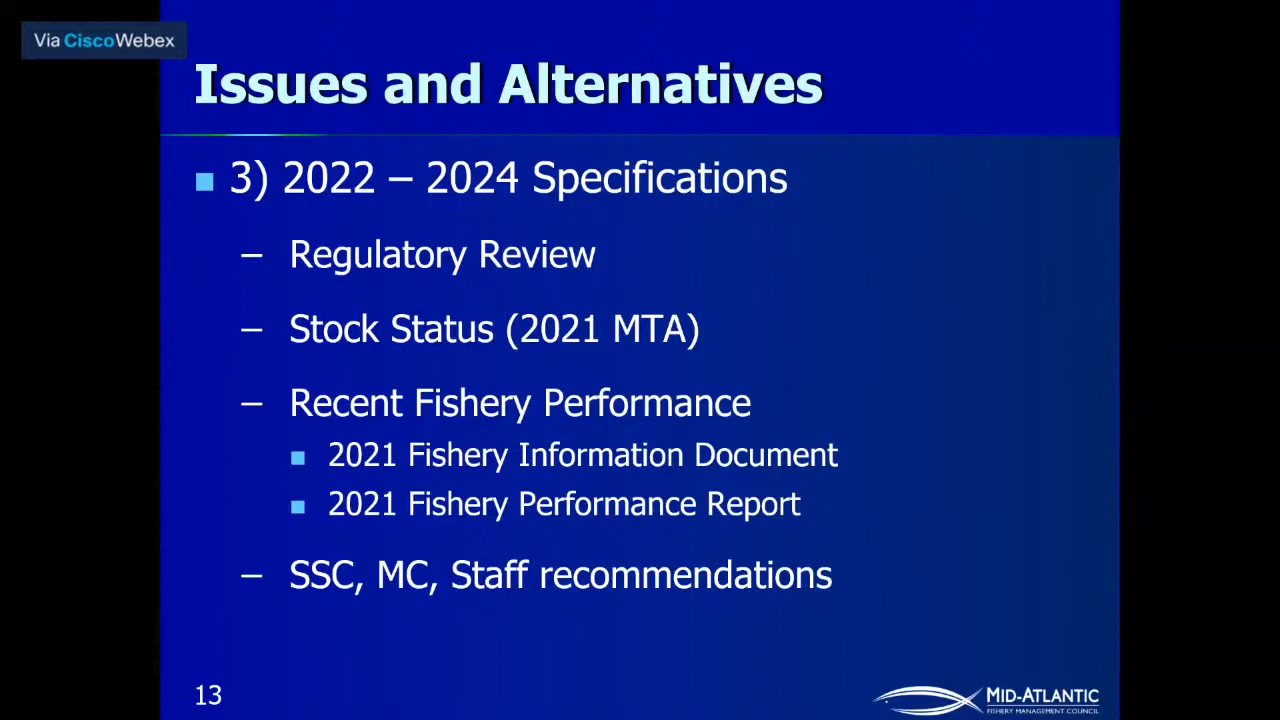 Via CiscoWebex
Issues and Alternatives
3) 2022 – 2024 Specifications
– Regulatory Review
– Stock Status (2021 MTA)
– Recent Fishery Performance
2021 Fishery Information Document
2021 Fishery Performance Report
– SSC, MC, Staff recommendations
13
MID-ATLANTIC
FISHERY MANAGEMENT COUNCIL